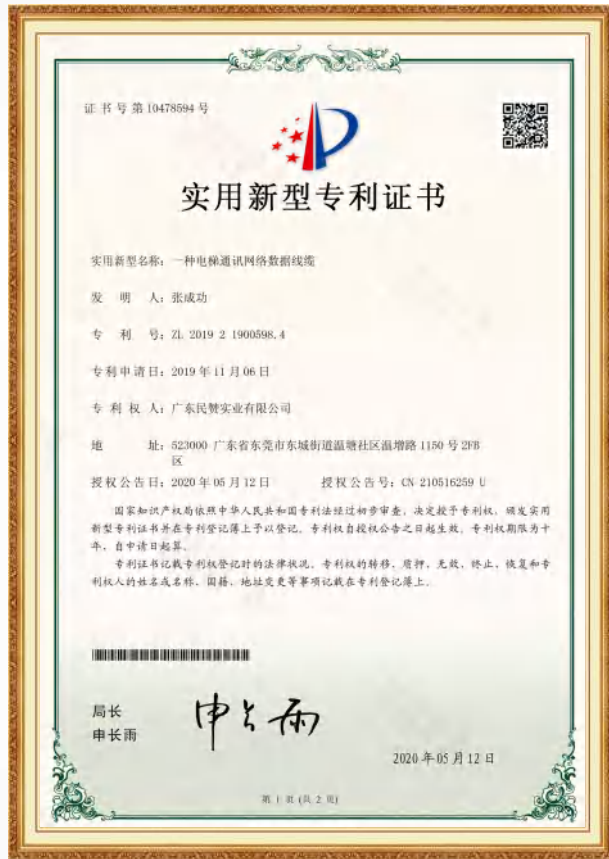 证书号第10478594号
实用新型专利证书
实用新型名称：一种电梯通讯网络数据线缆
发明人：张成功
专利号：ZL 2019 2 1900598.4
专利申请日：2019年11月06日
专利权人：广东民赞实业有限公司
地址：523000 广东省东莞市东城街道温塘社区温增路1150号2FB
区
授权公告日：2020年05月12日 授权公告号：CN 210516259 U
国家知识产权局依照中华人民共和国专利法经过初步审查，决定授予专利权，颁发实用
新型专利证书并在专利登记簿上予以登记。专利权自授权公告之日起生效。专利权期限为十
年，自申请日起算。
专利证书记载专利权登记时的法律状况。专利权的转移、质押、无效、终止、恢复和专
利权人的姓名或名称、国籍、地址变更等事项记载在专利登记簿上。
局长
申长雨
申长雨
2020年05月12日
第 1 页 (共 2 页)